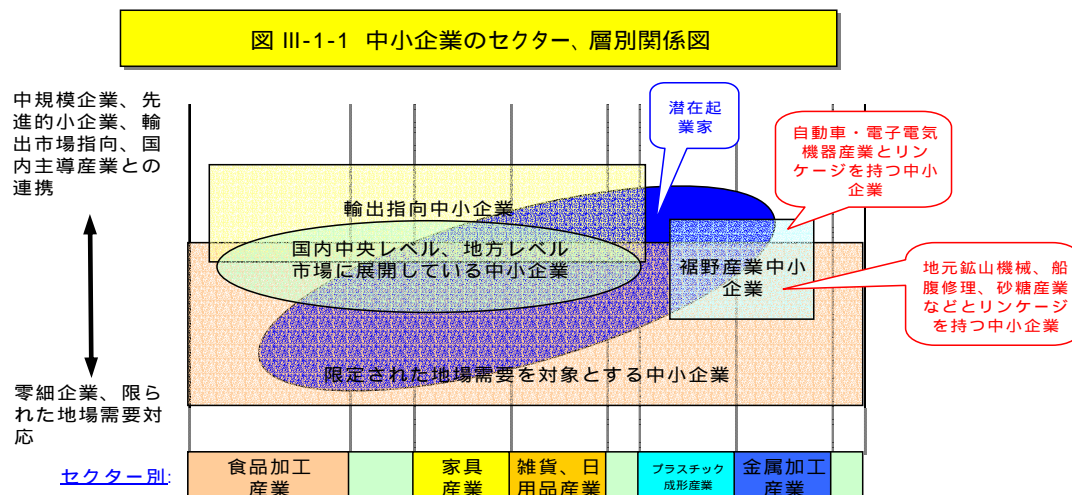 図 III-1-1 中小企業のセクター、層別関係図
中規模企業、先
進的小企業、輸
出市場指向、国
内主導産業との
連携
潜在起
業家
自動車・電子電気
機器産業とリン
ケージを持つ中小
企業
輸出指向中小企業
国内中央レベル、地方レベル
市場に展開している中小企業
裾野産業中小
企業
地元鉱山機械、船
腹修理、砂糖産業
などとリンケージ
を持つ中小企業
限定された地場需要を対象とする中小企業
零細企業、限ら
れた地場需要対
応
セクター別:
食品加工
産業
家具
産業
雑貨、日
用品産業
プラスチック
成形産業
金属加工
産業